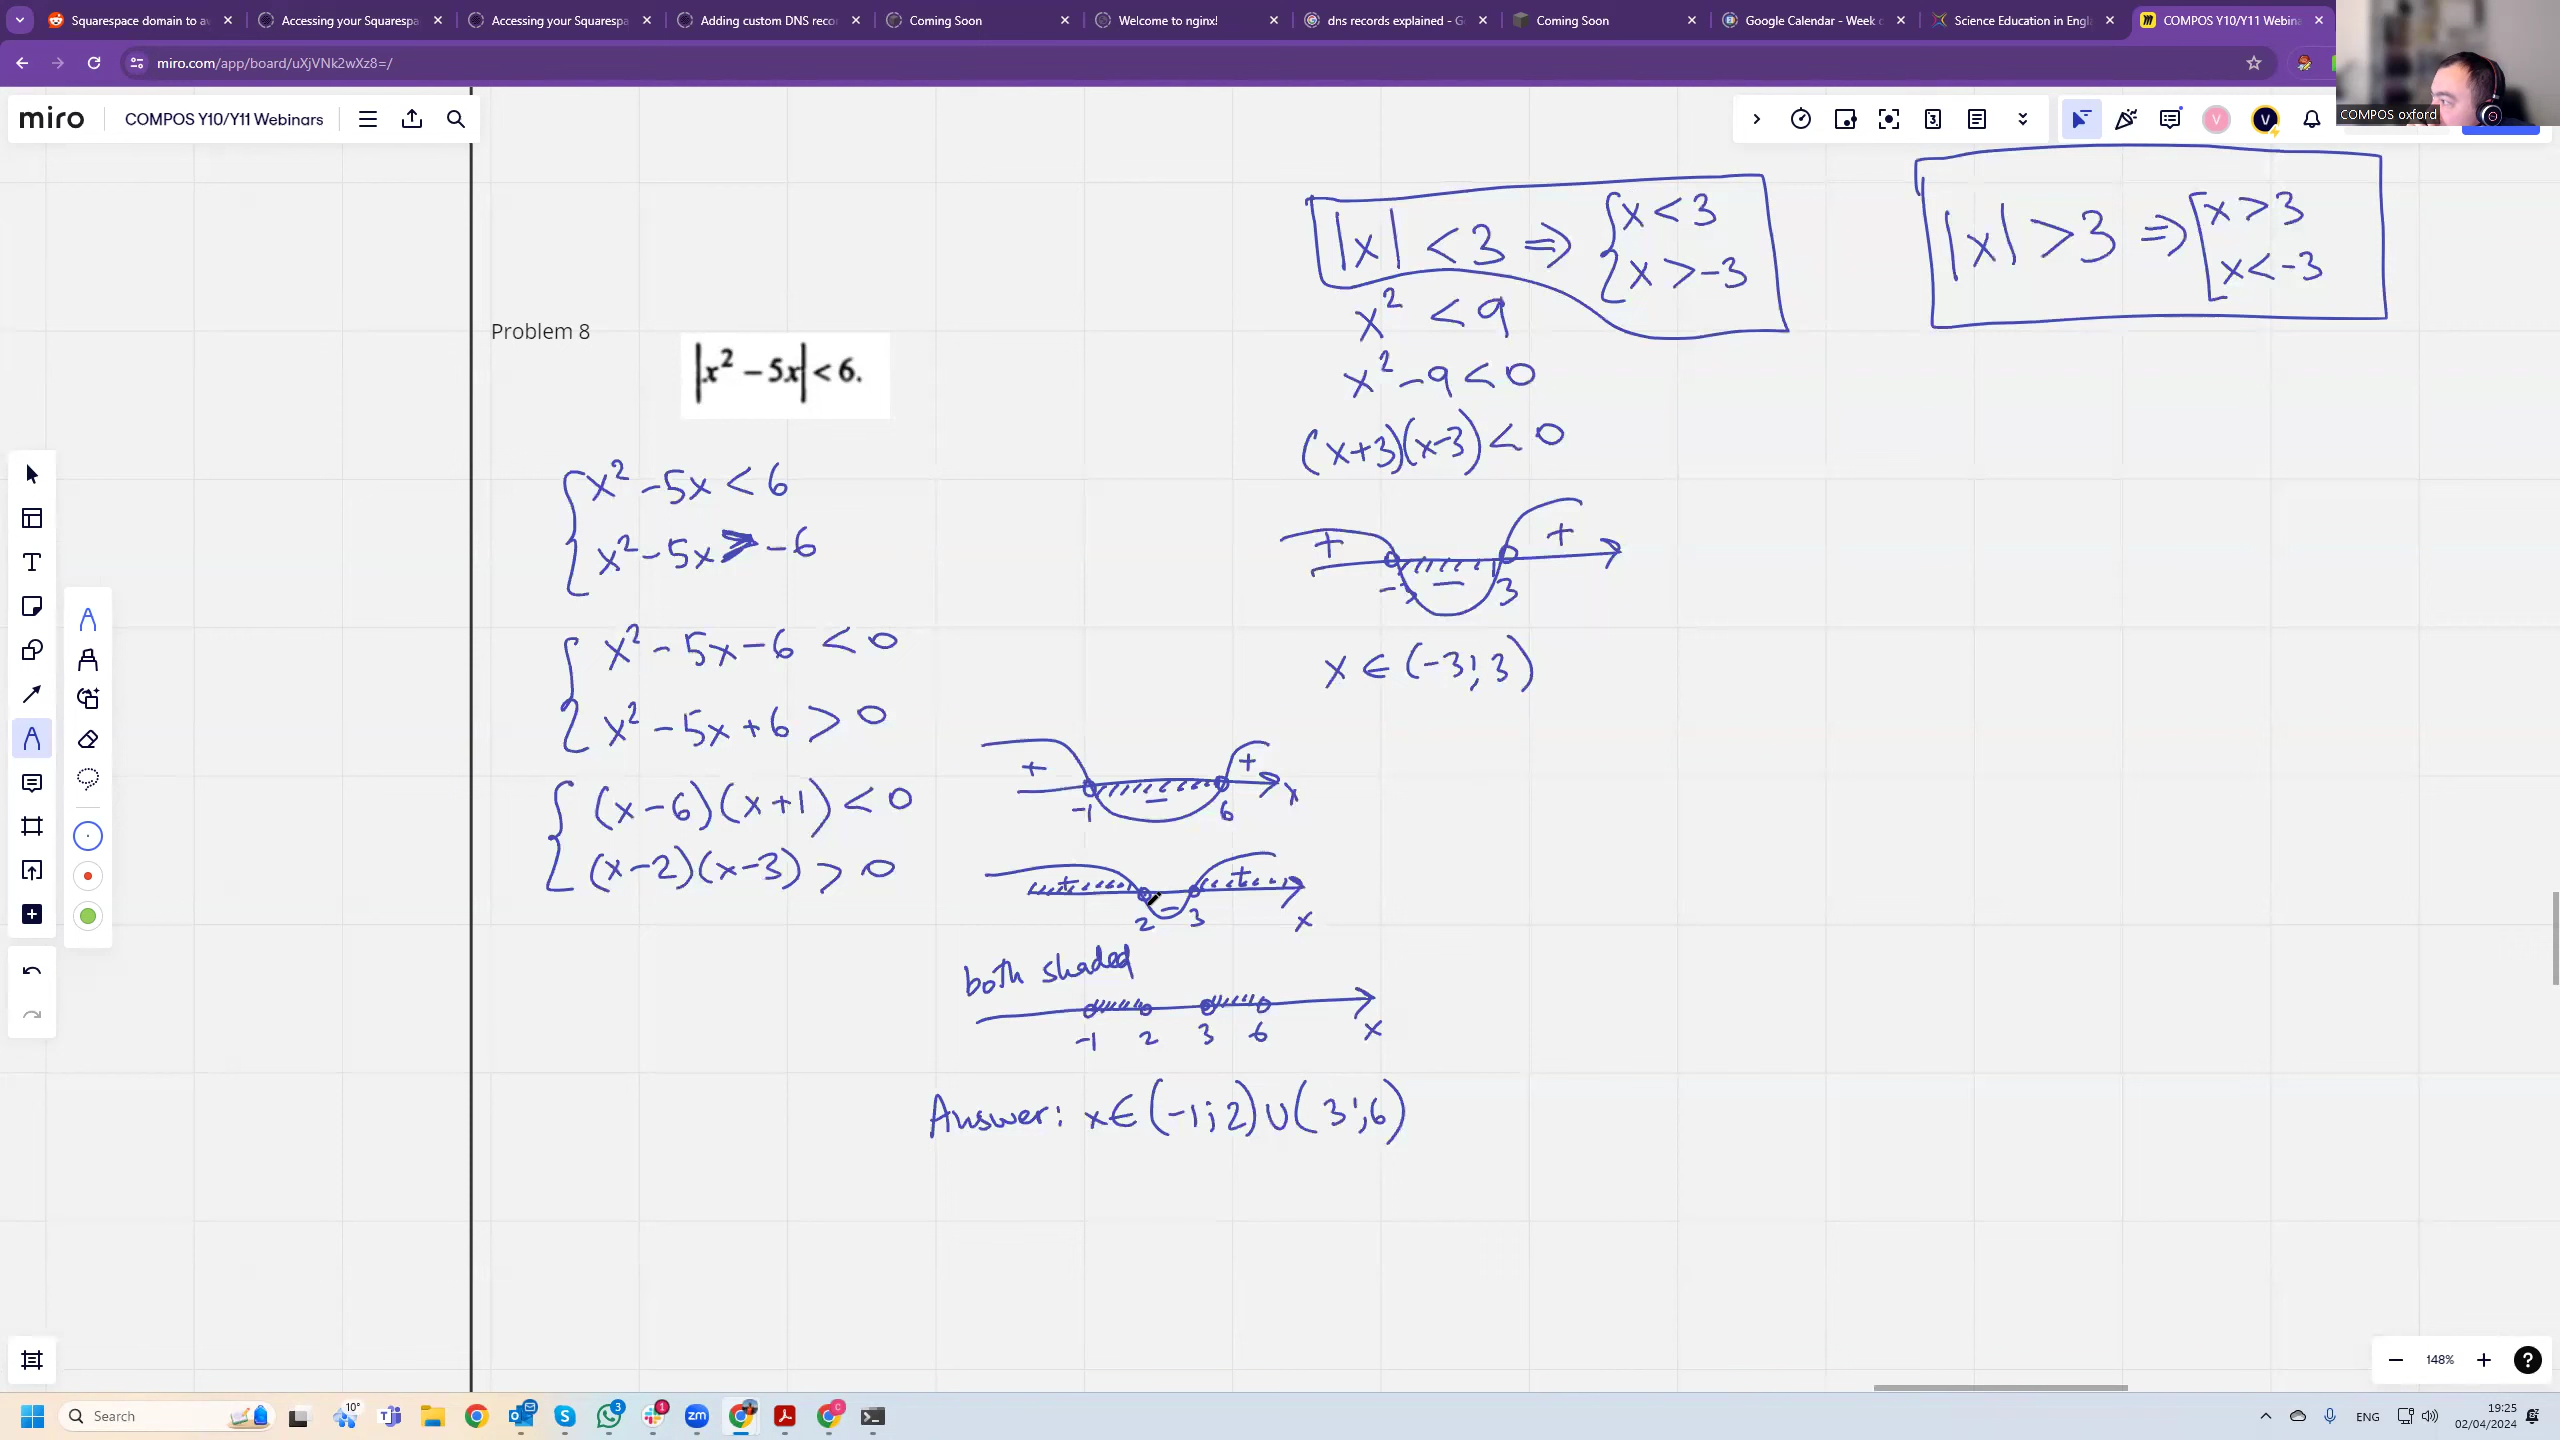 Squarespace domain to a
Accessing your Squarespa
Accessing your Squarespa
Adding custom DNS reco
Coming Soon
Welcome to nginx!
dns records explained - G
Coming Soon
Google Calendar - Week
Science Education in Engl
COMPOS Y10/Y11 Webina
miro.com/app/board/uXjVNk2wXz8=/
miro
COMPOS Y10/Y11 Webinars
3
V
V
COMPOS oxford
|x| < 3 ⇒ { x < 3
x > -3
|x| > 3 ⇒ [ x > 3
x < -3
x² < 9
x² - 9 < 0
(x+3)(x-3) < 0
+ - +
-3 3
x ∈ (-3; 3)
Problem 8
|x² − 5x| < 6.
x² - 5x < 6
x² - 5x > -6
x² - 5x - 6 < 0
x² - 5x + 6 > 0
(x-6)(x+1) < 0
(x-2)(x-3) > 0
+ - +
-1 6 x
+ - +
2 3 x
both shaded
-1 2 3 6 x
Answer: x ∈ (-1; 2) ∪ (3; 6)
148%
Search
10°
3
1
ENG
19:25
02/04/2024